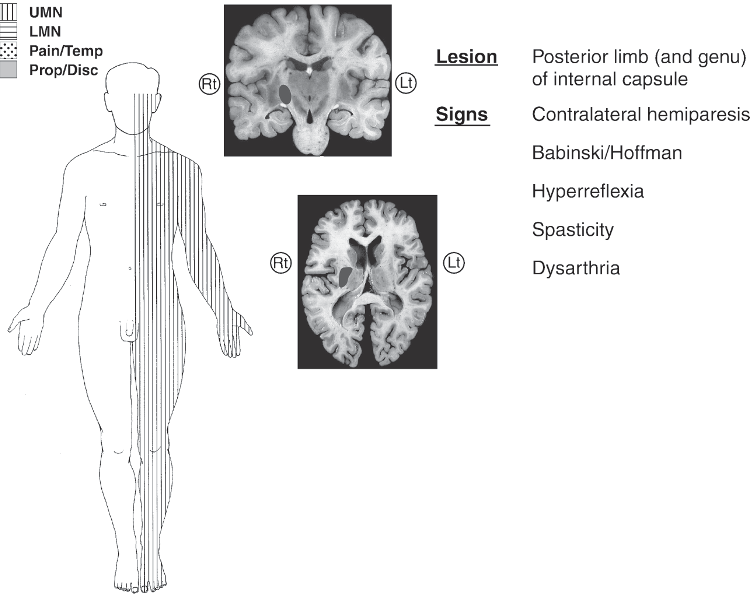 UMN
LMN
Pain/Temp
Prop/Disc
Rt
Lt
Rt
Lt
Lesion Posterior limb (and genu)
of internal capsule
Signs Contralateral hemiparesis
Babinski/Hoffman
Hyperreflexia
Spasticity
Dysarthria